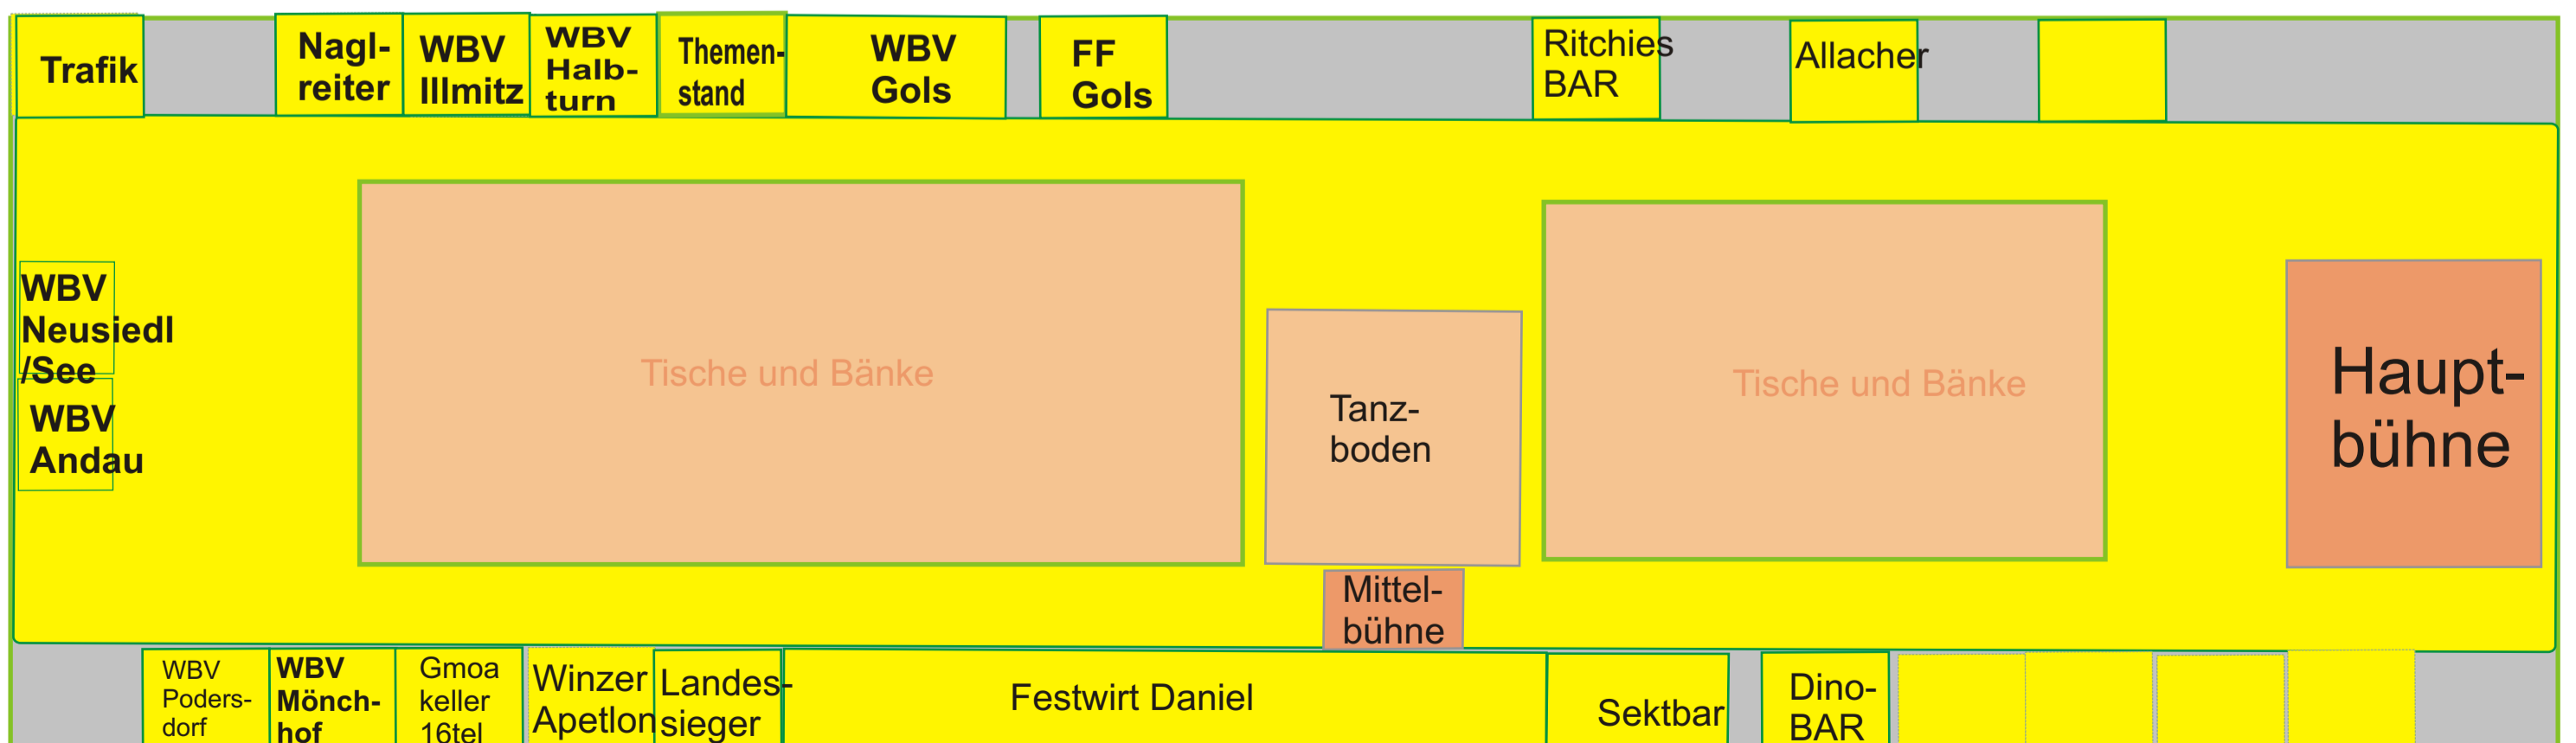 Trafik
Nagl-
reiter
WBV
Illmitz
WBV
Halb-
turn
Themen-
stand
WBV
Gols
FF
Gols
Ritchies
BAR
Allacher
WBV
Neusiedl
/See
WBV
Andau
Tische und Bänke
Tanz-
boden
Tische und Bänke
Haupt-
bühne
Mittel-
bühne
WBV
Poders-
dorf
WBV
Mönch-
hof
Gmoa
keller
16tel
Winzer
Apetlon
Landes-
sieger
Festwirt Daniel
Sektbar
Dino-
BAR